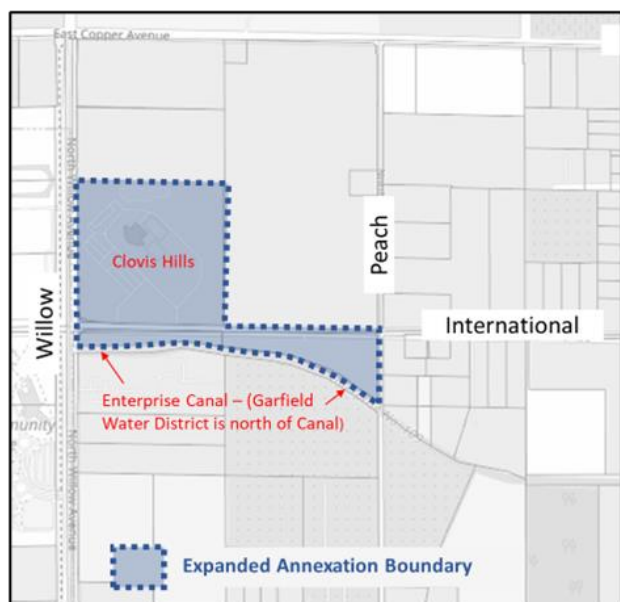 East Copper Avenue
North Willow Avenue
Clovis Hills
Peach
Willow
International
Enterprise Canal – (Garfield
Water District is north of Canal)
North Willow Avenue
Expanded Annexation Boundary